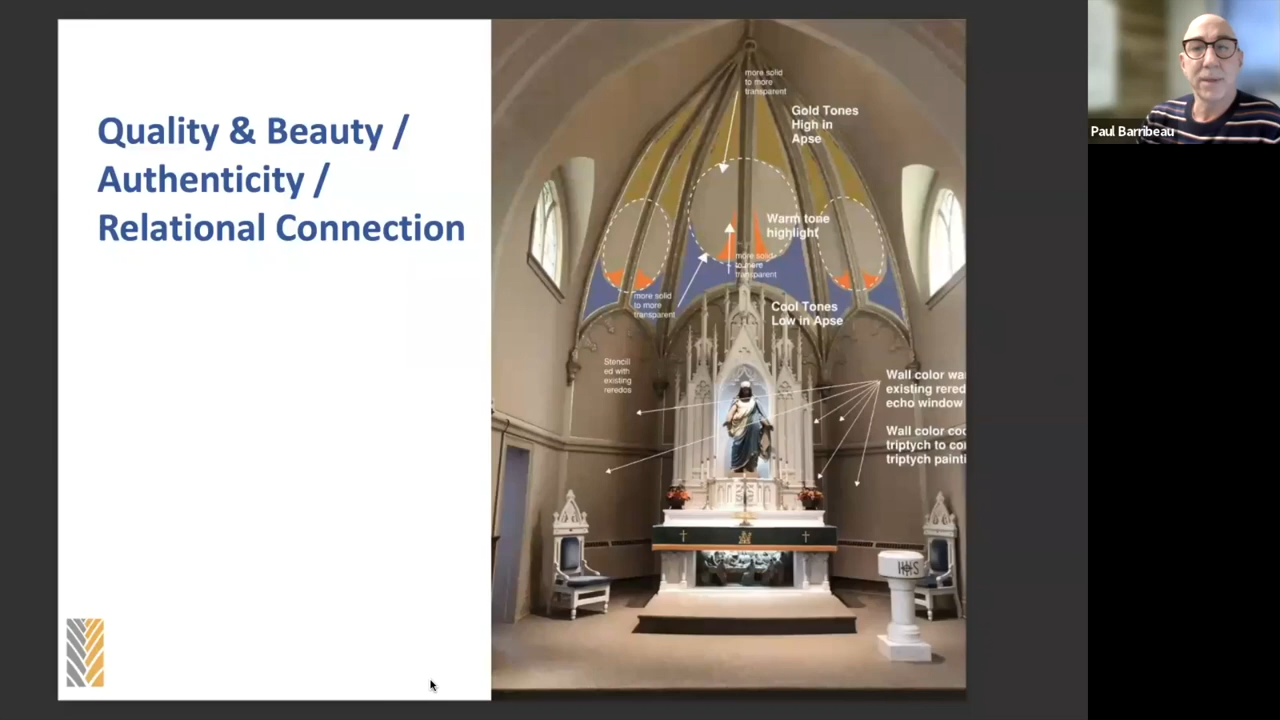 Quality & Beauty /
Authenticity /
Relational Connection
more solid
to more
transparent
Gold Tones
High in
Apse
Warm tone
highlight
more solid
to more
transparent
more solid
to more
transparent
Cool Tones
Low in Apse
Stencill
ed with
existing
reredos
Wall color wa
existing rered
echo window
Wall color coo
triptych to co
triptych painti
IHS
Paul Barribeau